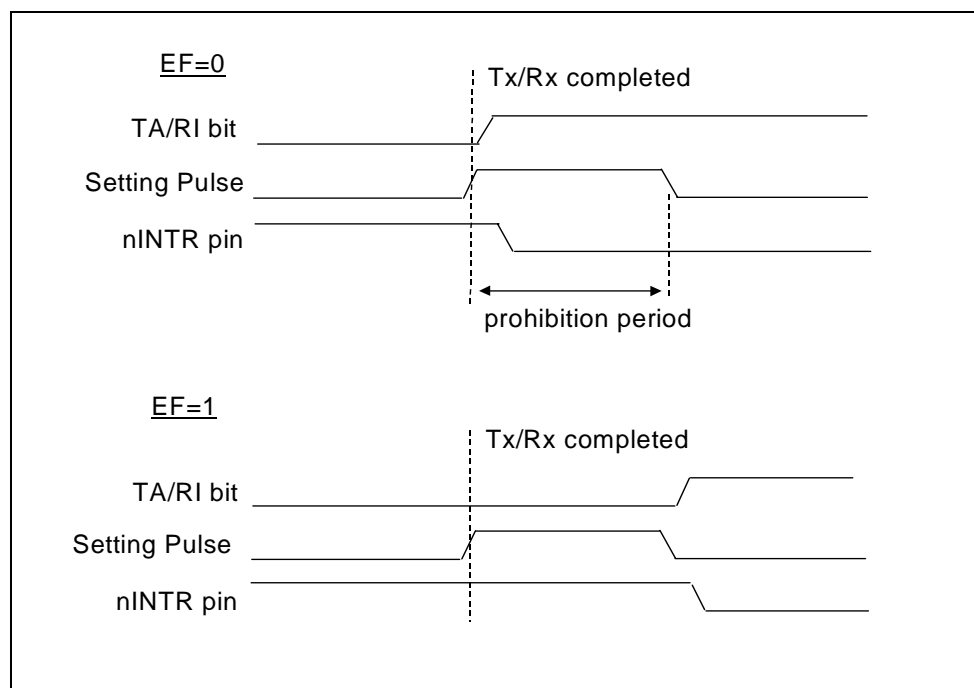 EF=0
Tx/Rx completed
TA/RI bit
Setting Pulse
nINTR pin
prohibition period
EF=1
Tx/Rx completed
TA/RI bit
Setting Pulse
nINTR pin